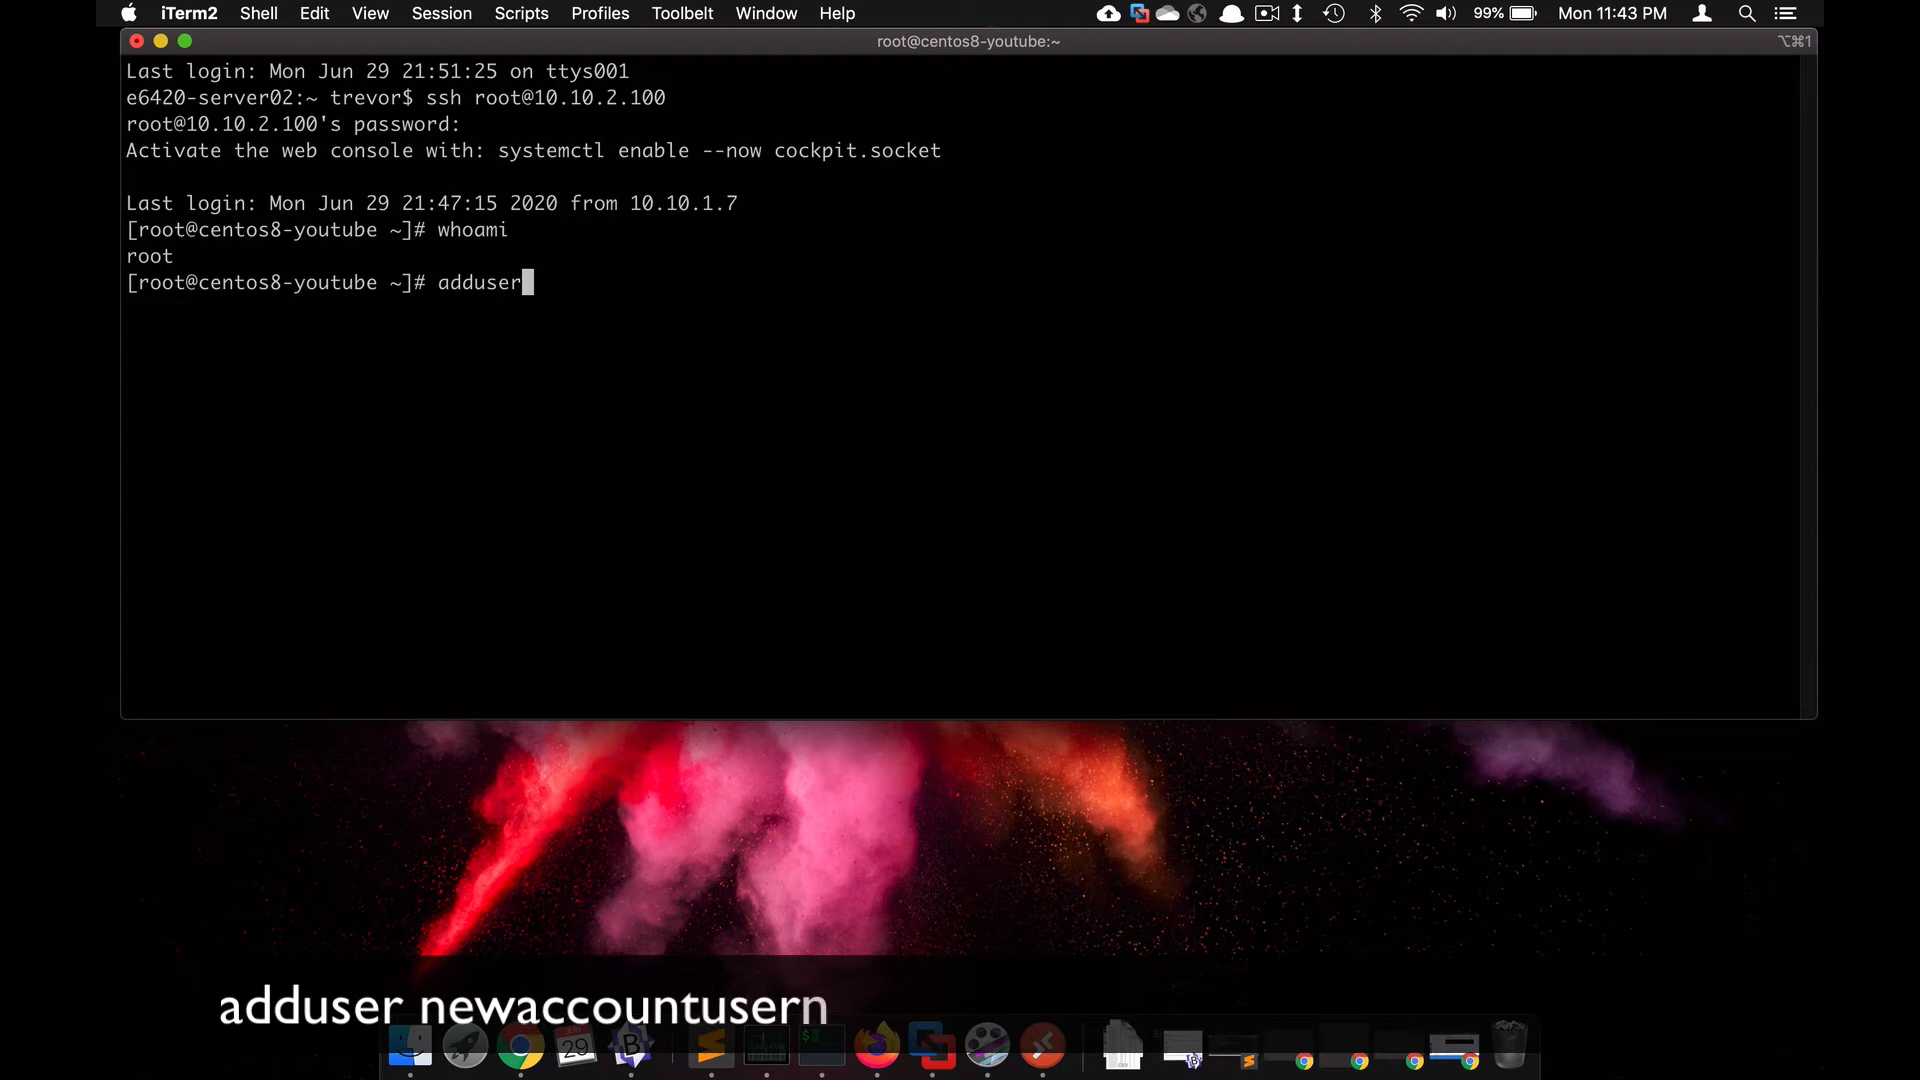 iTerm2 Shell Edit View Session Scripts Profiles Toolbelt Window Help 99% Mon 11:43 PM
root@centos8-youtube:~ ⌥⌘1
Last login: Mon Jun 29 21:51:25 on ttys001
e6420-server02:~ trevor$ ssh root@10.10.2.100
root@10.10.2.100's password:
Activate the web console with: systemctl enable --now cockpit.socket
Last login: Mon Jun 29 21:47:15 2020 from 10.10.1.7
[root@centos8-youtube ~]# whoami
root
[root@centos8-youtube ~]# adduser
adduser newaccountusern
29 B $